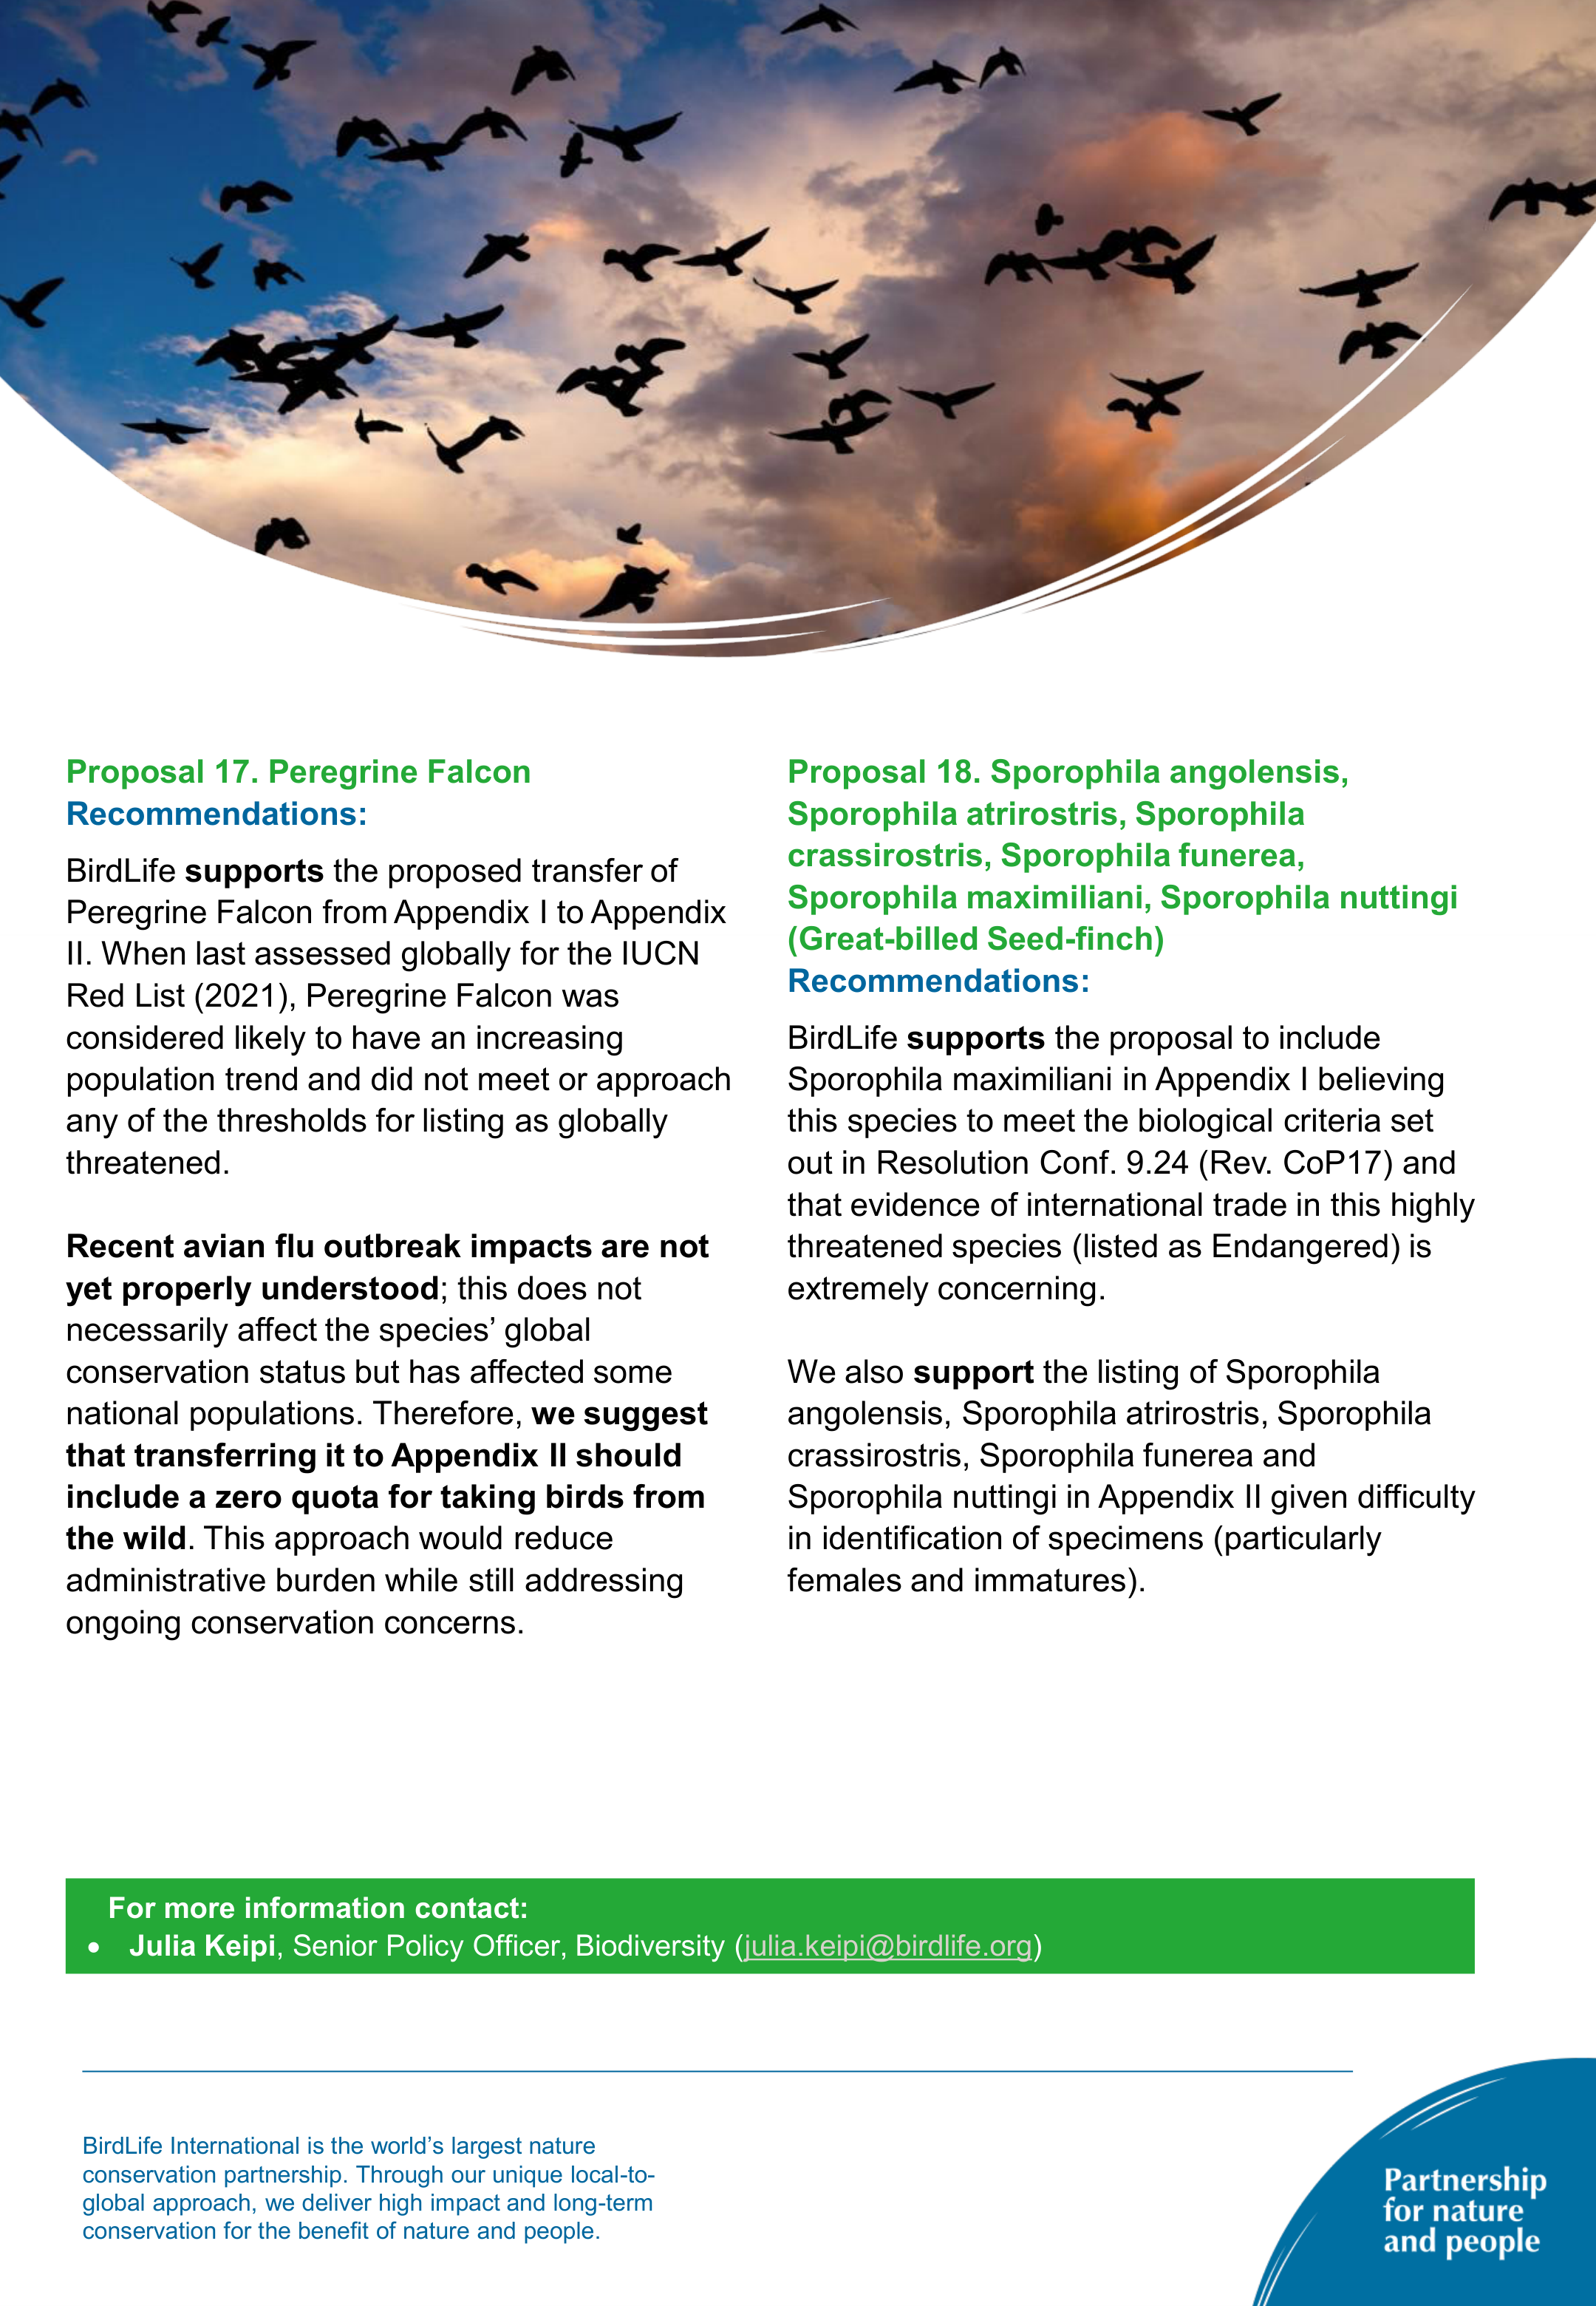 Proposal 17. Peregrine Falcon
Recommendations:
BirdLife supports the proposed transfer of
Peregrine Falcon from Appendix I to Appendix
II. When last assessed globally for the IUCN
Red List (2021), Peregrine Falcon was
considered likely to have an increasing
population trend and did not meet or approach
any of the thresholds for listing as globally
threatened.
Recent avian flu outbreak impacts are not
yet properly understood; this does not
necessarily affect the species’ global
conservation status but has affected some
national populations. Therefore, we suggest
that transferring it to Appendix II should
include a zero quota for taking birds from
the wild. This approach would reduce
administrative burden while still addressing
ongoing conservation concerns.
Proposal 18. Sporophila angolensis,
Sporophila atrirostris, Sporophila
crassirostris, Sporophila funerea,
Sporophila maximiliani, Sporophila nuttingi
(Great-billed Seed-finch)
Recommendations:
BirdLife supports the proposal to include
Sporophila maximiliani in Appendix I believing
this species to meet the biological criteria set
out in Resolution Conf. 9.24 (Rev. CoP17) and
that evidence of international trade in this highly
threatened species (listed as Endangered) is
extremely concerning.
We also support the listing of Sporophila
angolensis, Sporophila atrirostris, Sporophila
crassirostris, Sporophila funerea and
Sporophila nuttingi in Appendix II given difficulty
in identification of specimens (particularly
females and immatures).
For more information contact:
• Julia Keipi, Senior Policy Officer, Biodiversity (julia.keipi@birdlife.org)
BirdLife International is the world’s largest nature
conservation partnership. Through our unique local-to-
global approach, we deliver high impact and long-term
conservation for the benefit of nature and people.
Partnership
for nature
and people